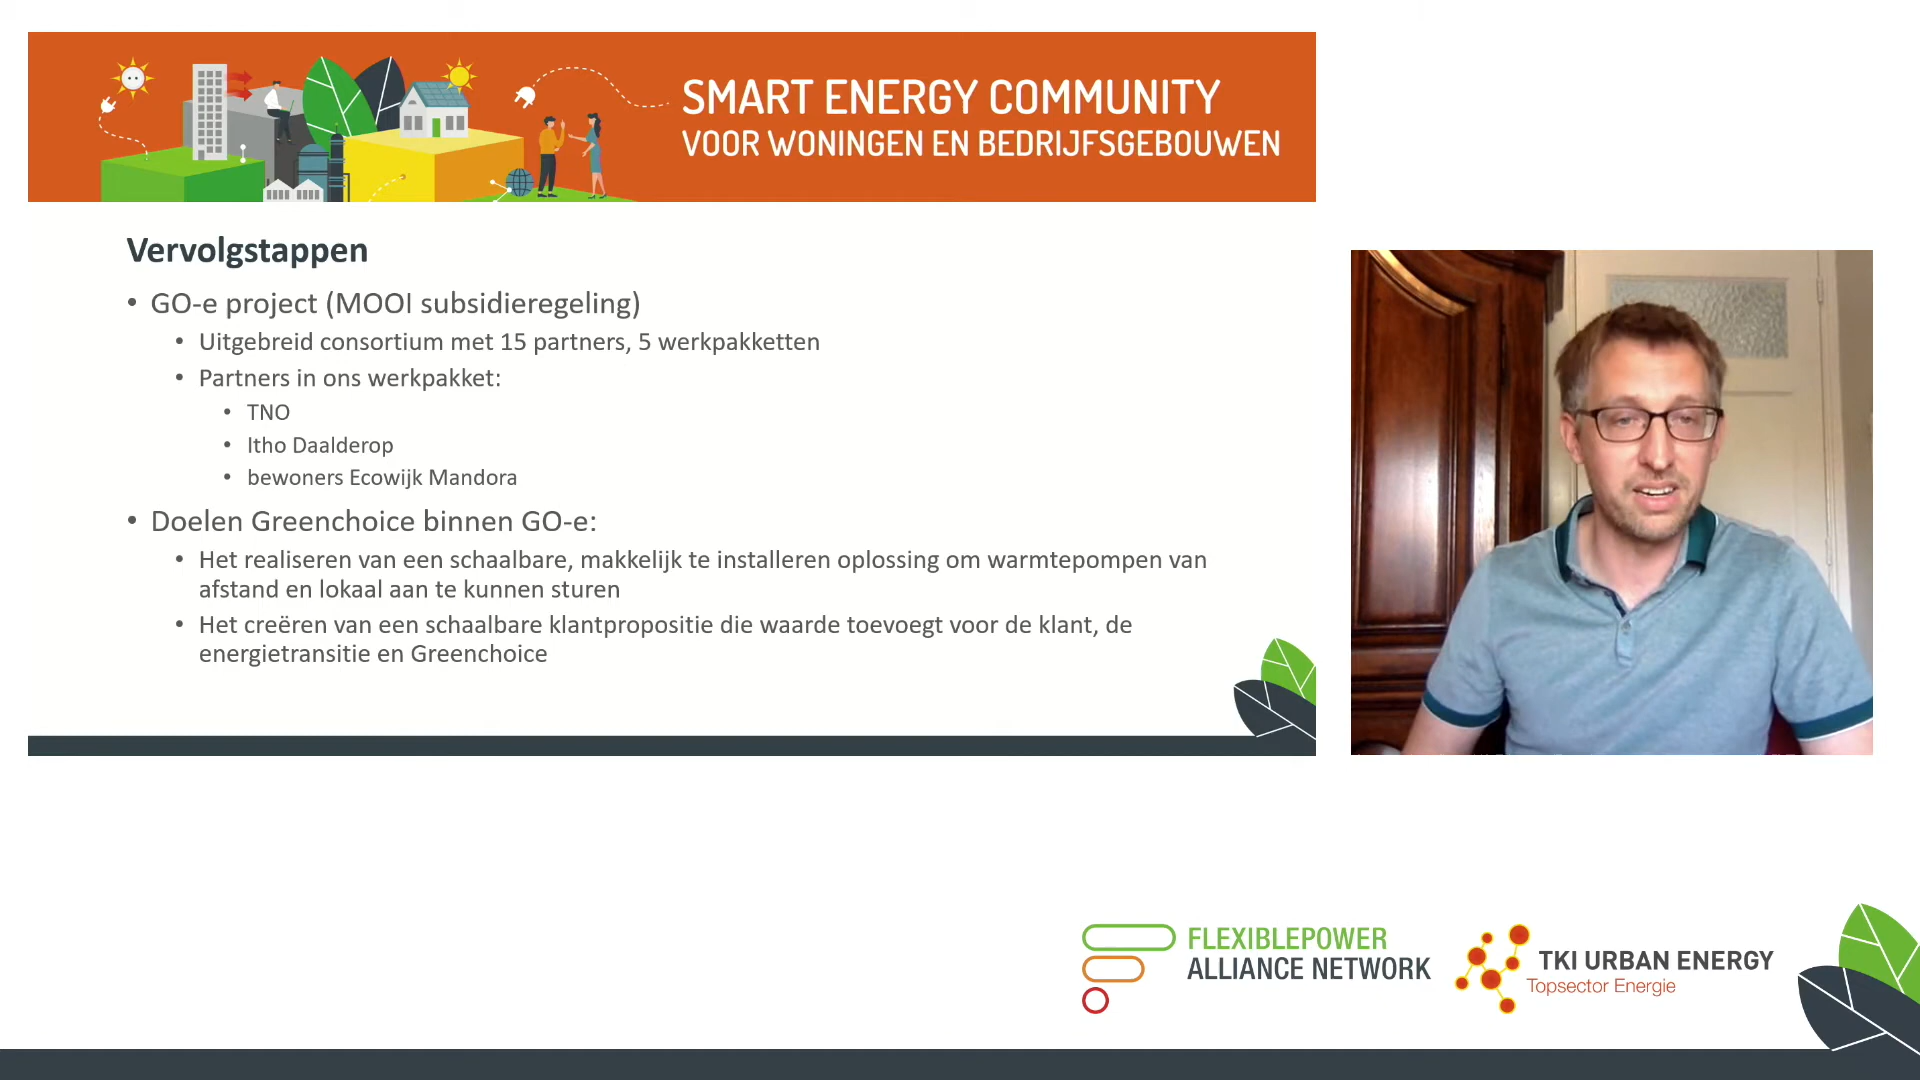 SMART ENERGY COMMUNITY
VOOR WONINGEN EN BEDRIJFSGEBOUWEN
Vervolgstappen
• GO-e project (MOOI subsidieregeling)
• Uitgebreid consortium met 15 partners, 5 werkpakketten
• Partners in ons werkpakket:
• TNO
• Itho Daalderop
• bewoners Ecowijk Mandora
• Doelen Greenchoice binnen GO-e:
• Het realiseren van een schaalbare, makkelijk te installeren oplossing om warmtepompen van
afstand en lokaal aan te kunnen sturen
• Het creëren van een schaalbare klantpropositie die waarde toevoegt voor de klant, de
energietransitie en Greenchoice
FLEXIBLEPOWER
ALLIANCE NETWORK
TKI URBAN ENERGY
Topsector Energie